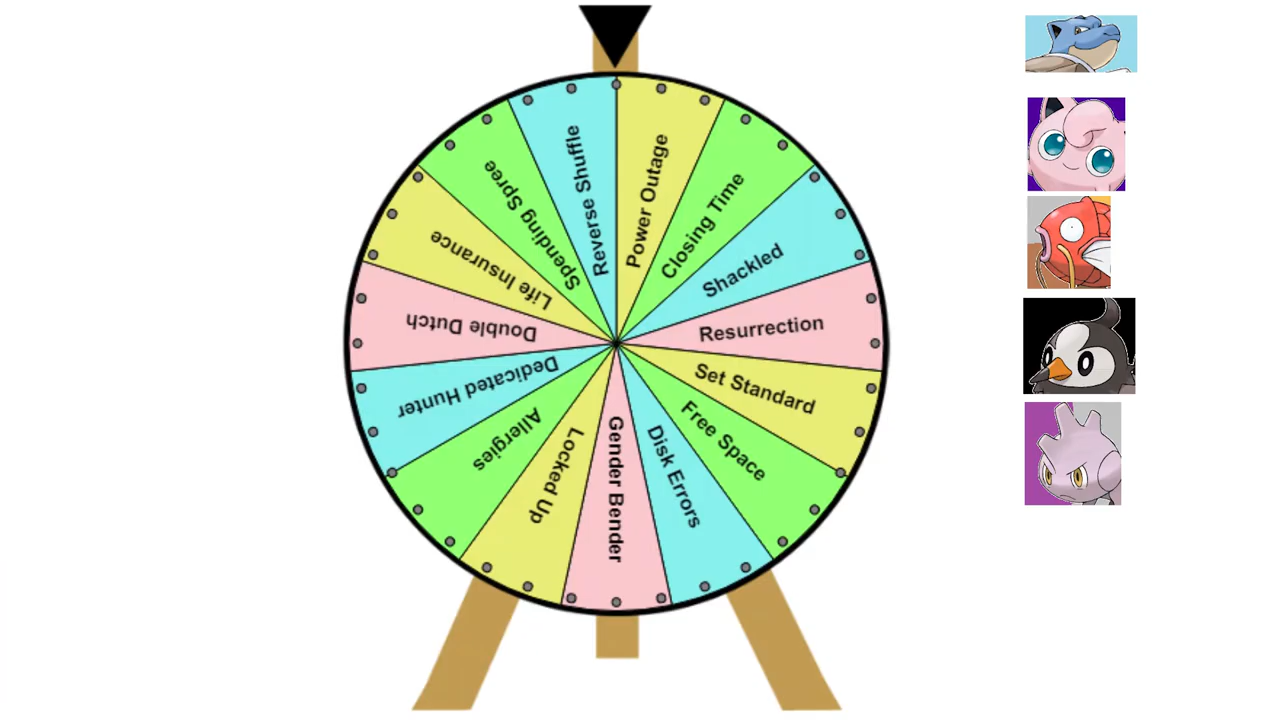 Power Outage
Closing Time
Shackled
Resurrection
Set Standard
Free Space
Disk Errors
Gender Bender
Locked Up
Allergies
Dedicated Hunter
Double Dutch
Life Insurance
Spending Spree
Reverse Shuffle